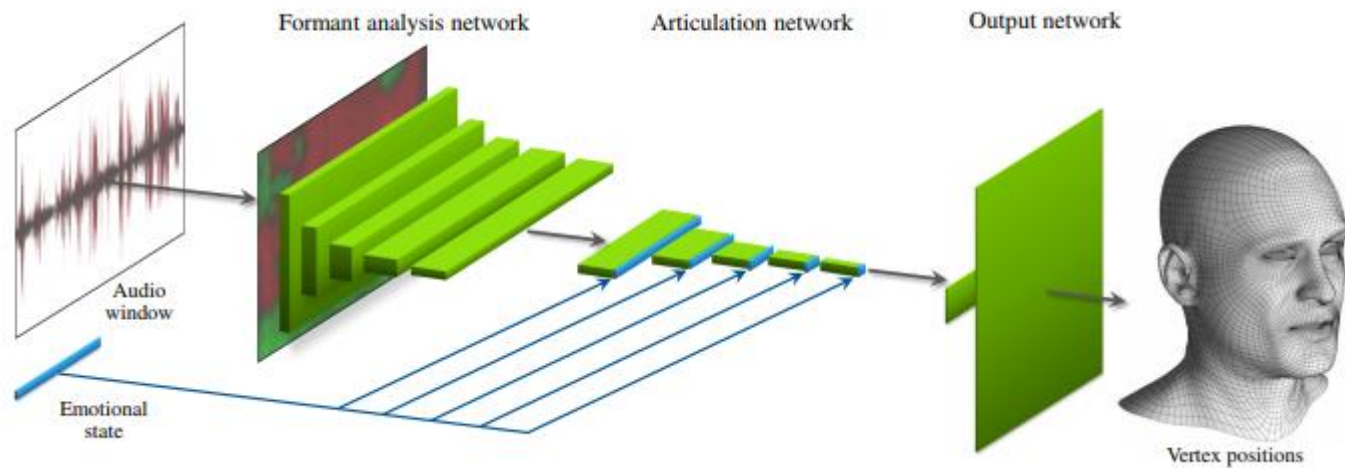 Formant analysis network
Articulation network
Output network
Audio
window
Emotional
state
Vertex positions